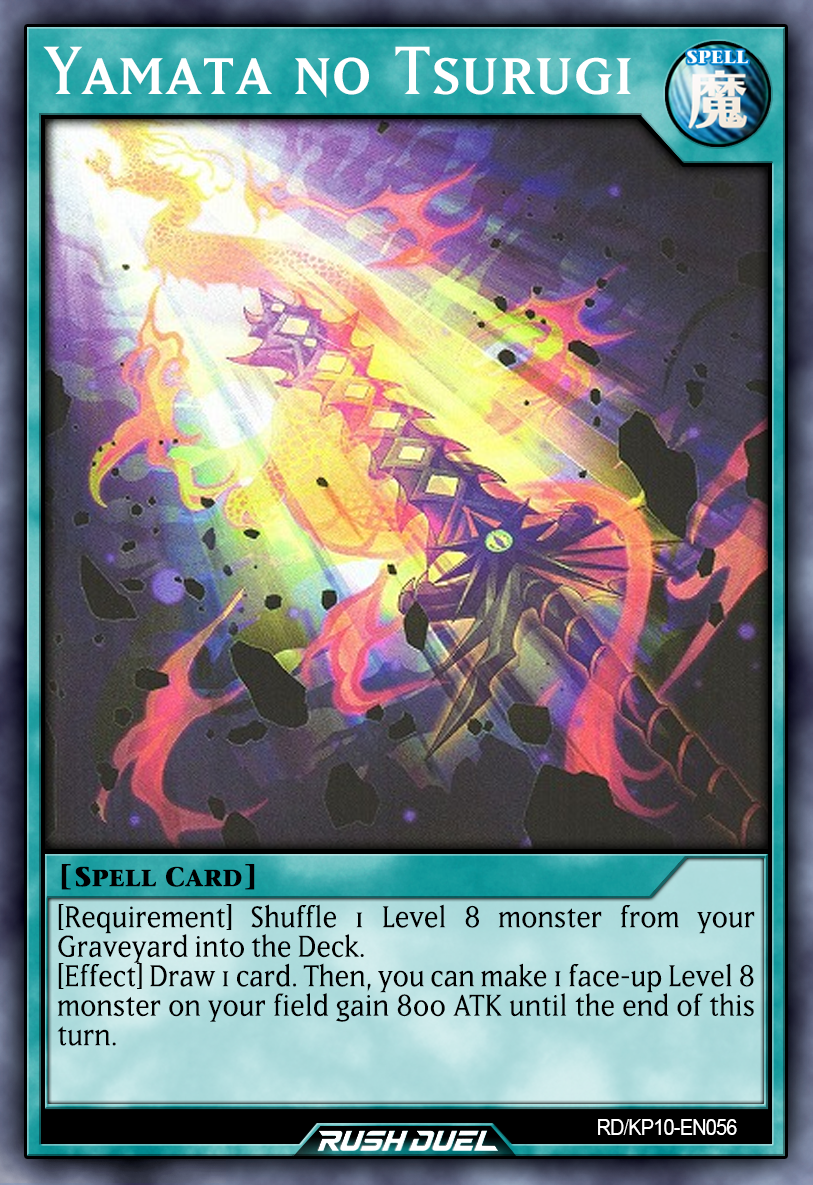 Yamata no Tsurugi
SPELL
魔
[Spell Card]
[Requirement] Shuffle 1 Level 8 monster from your
Graveyard into the Deck.
[Effect] Draw 1 card. Then, you can make 1 face-up Level 8
monster on your field gain 800 ATK until the end of this
turn.
RD/KP10-EN056
RUSH DUEL